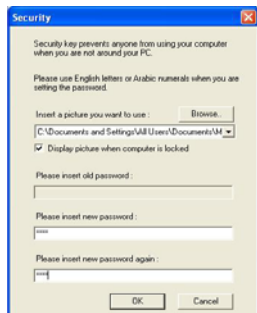 Security
Security key prevents anyone from using your computer
when you are not around your PC.
Please use English letters or Arabic numerals when you are
setting the password.
Insert a picture you want to use :
Browse..
C:\Documents and Settings\All Users\Documents\M
Display picture when computer is locked
Please insert old password :
Please insert new password :
****
Please insert new password again :
****
OK
Cancel